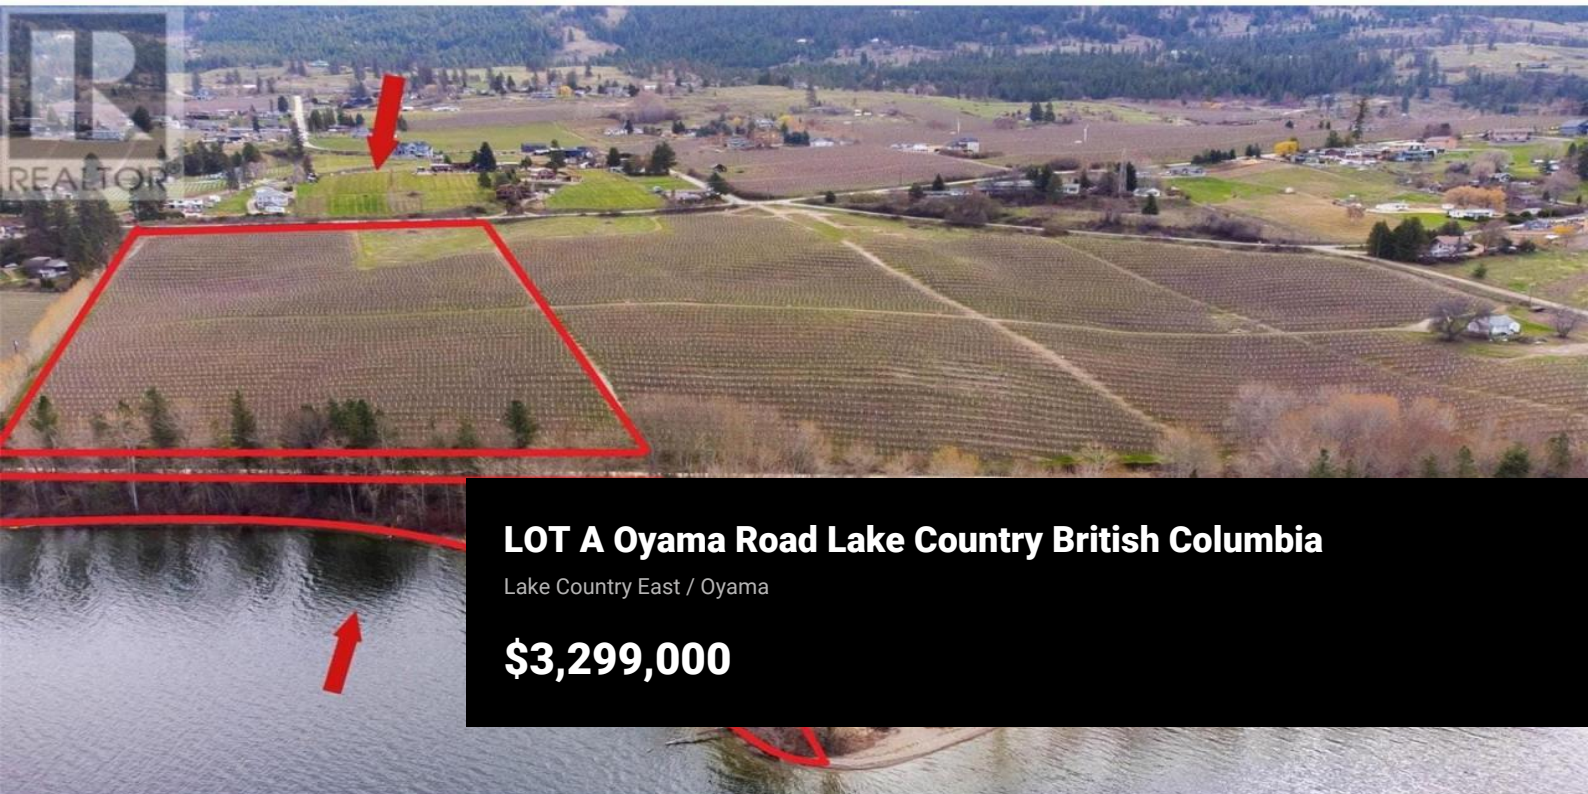 R
REALTOR®
LOT A Oyama Road Lake Country British Columbia
Lake Country East / Oyama
$3,299,000